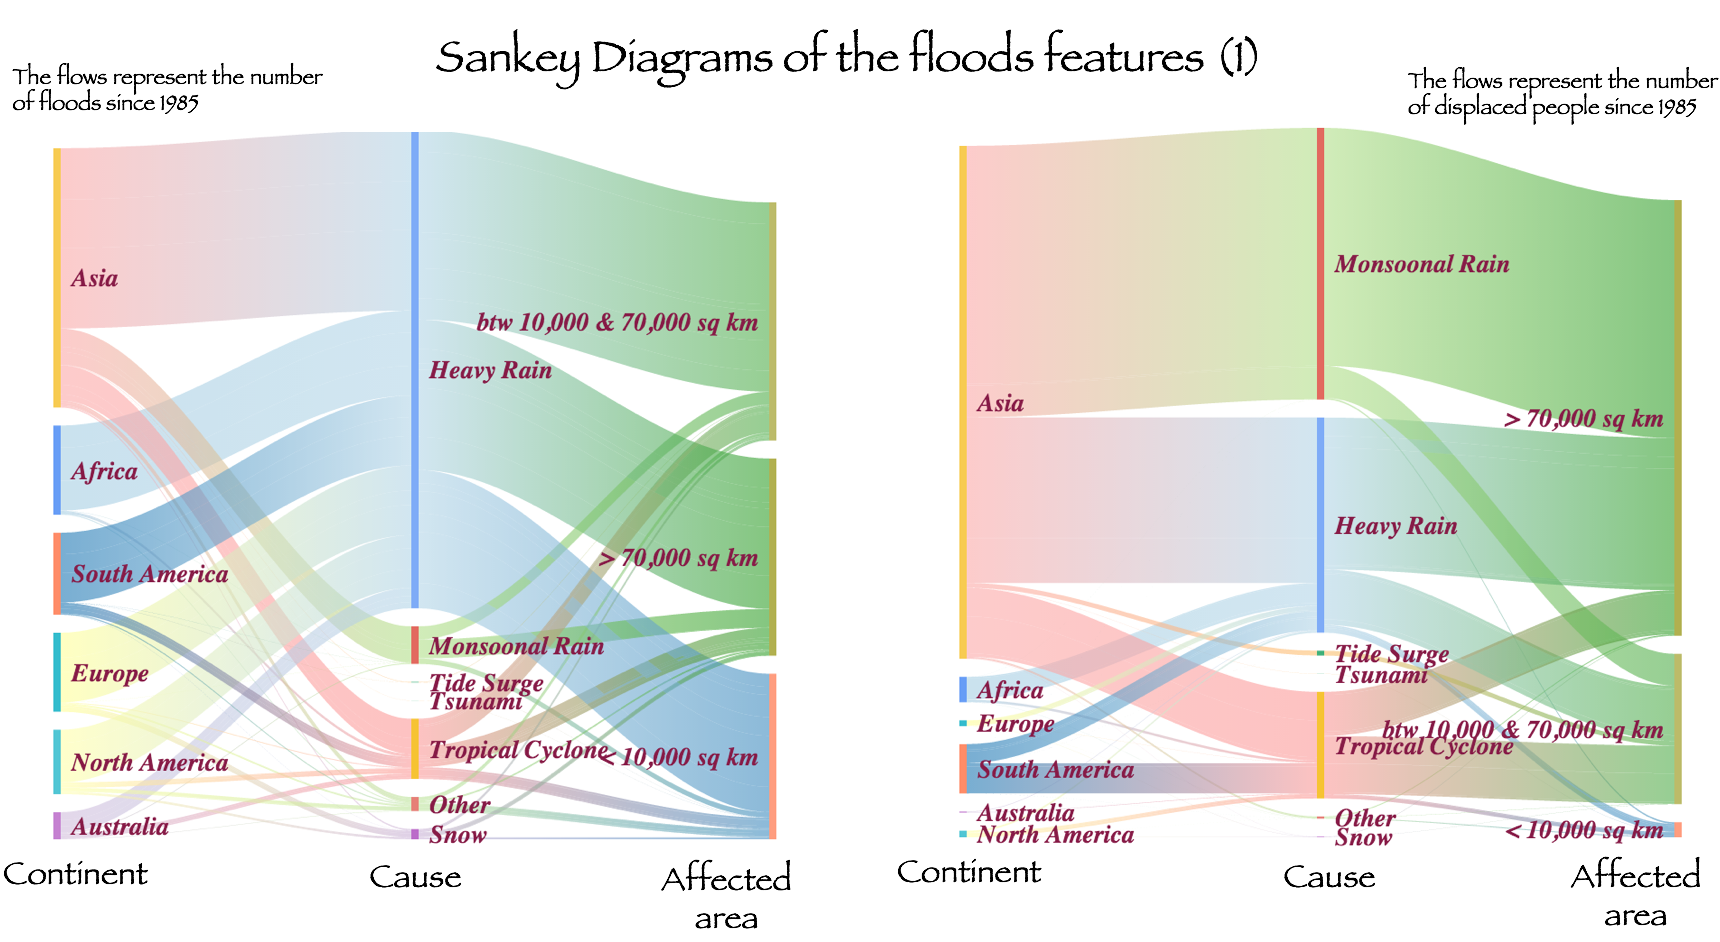 Sankey Diagrams of the floods features (1)
The flows represent the number
of floods since 1985
The flows represent the number
of displaced people since 1985
Asia
Africa
South America
Europe
North America
Australia
Heavy Rain
Monsoonal Rain
Tide Surge
Tsunami
Tropical Cyclone
Other
Snow
btw 10,000 & 70,000 sq km
> 70,000 sq km
< 10,000 sq km
Continent
Cause
Affected
area
Asia
Africa
Europe
South America
Australia
North America
Monsoonal Rain
Heavy Rain
Tide Surge
Tsunami
Tropical Cyclone
Other
Snow
> 70,000 sq km
btw 10,000 & 70,000 sq km
< 10,000 sq km
Continent
Cause
Affected
area